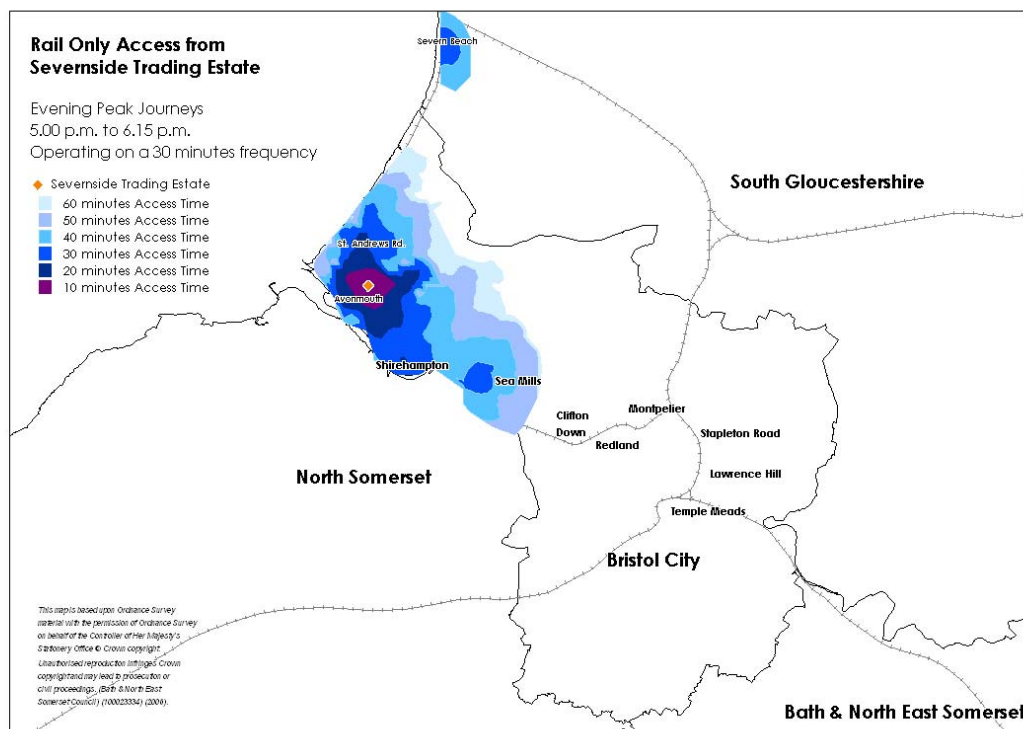 Rail Only Access from
Severnside Trading Estate
Evening Peak Journeys
5.00 p.m. to 6.15 p.m.
Operating on a 30 minutes frequency
Severnside Trading Estate
60 minutes Access Time
50 minutes Access Time
40 minutes Access Time
30 minutes Access Time
20 minutes Access Time
10 minutes Access Time
Severn Beach
South Gloucestershire
St. Andrews Rd.
Avonmouth
Shirehampton
Sea Mills
Clifton
Down
Montpelier
Redland
Stapleton Road
Lawrence Hill
Temple Meads
North Somerset
Bristol City
Bath & North East Somerset
This map is based upon Ordnance Survey
material with the permission of Ordnance Survey
on behalf of the Controller of Her Majesty's
Stationery Office © Crown copyright.
Unauthorised reproduction infringes Crown
copyright and may lead to prosecution or
civil proceedings. (Bath & North East
Somerset Council) (100023334) (2006).